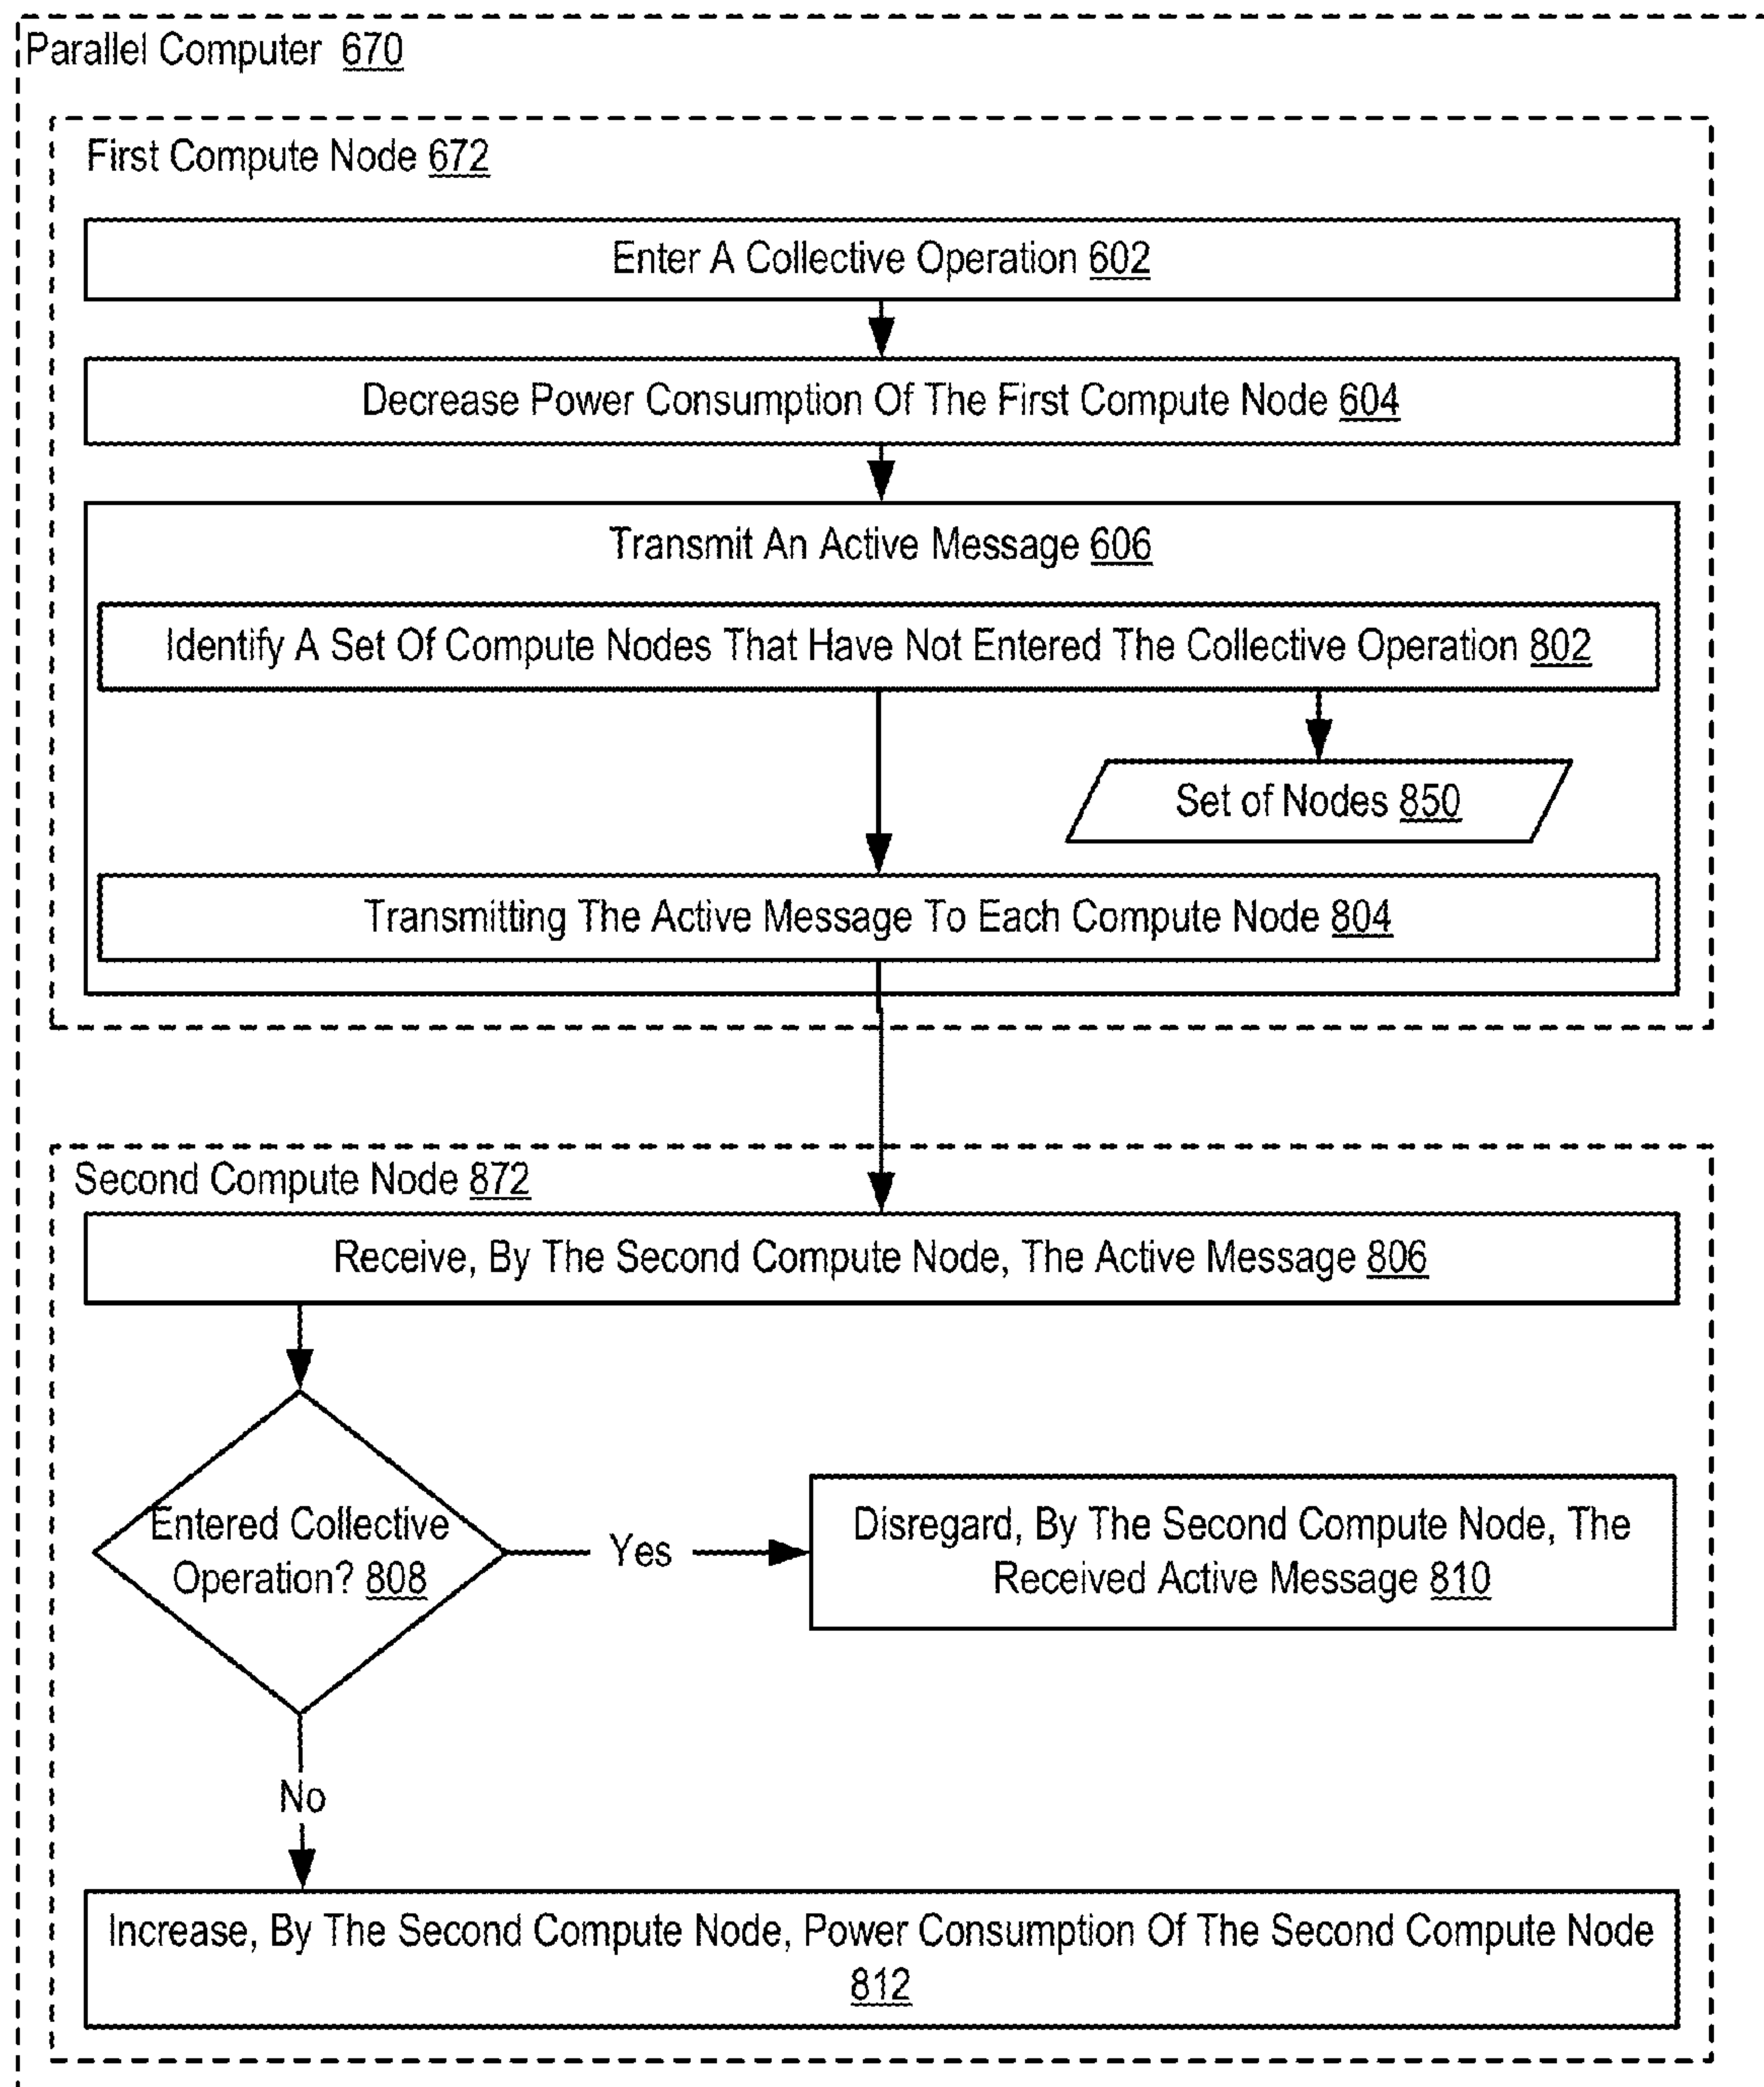 Parallel Computer 670
First Compute Node 672
Enter A Collective Operation 602
Decrease Power Consumption Of The First Compute Node 604
Transmit An Active Message 606
Identify A Set Of Compute Nodes That Have Not Entered The Collective Operation 802
Set of Nodes 850
Transmitting The Active Message To Each Compute Node 804
Second Compute Node 872
Receive, By The Second Compute Node, The Active Message 806
Entered Collective
Operation? 808
Yes
Disregard, By The Second Compute Node, The
Received Active Message 810
No
Increase, By The Second Compute Node, Power Consumption Of The Second Compute Node
812